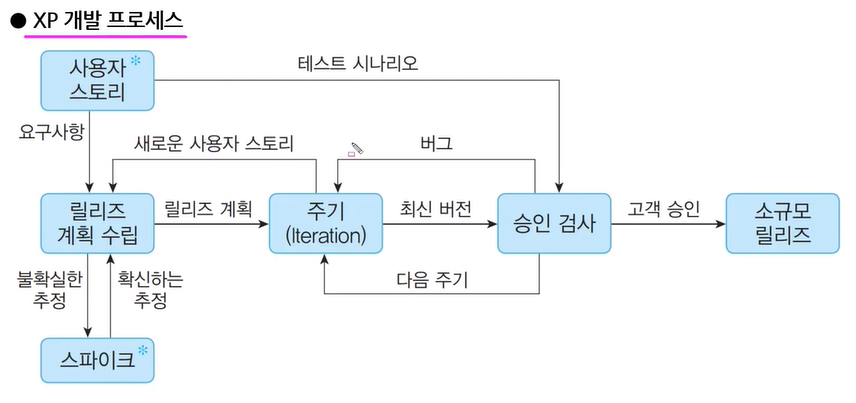 ● XP 개발 프로세스
사용자*
스토리
테스트 시나리오
요구사항
새로운 사용자 스토리
버그
릴리즈
계획 수립
릴리즈 계획
주기
(Iteration)
최신 버전
승인 검사
고객 승인
소규모
릴리즈
불확실한
추정
확신하는
추정
다음 주기
스파이크*